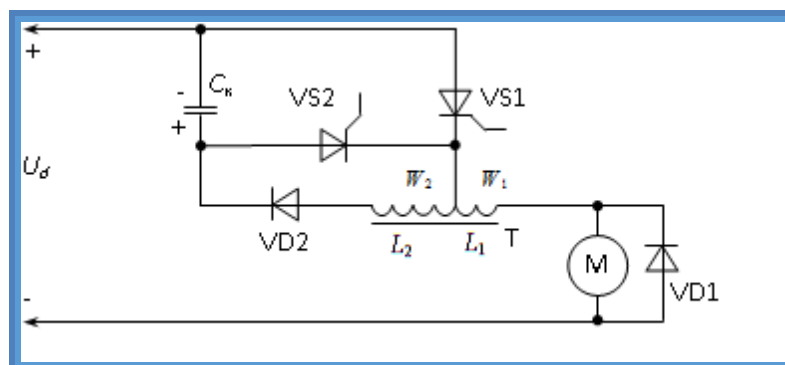 +
- Cк
VS2
VS1
+
Ud
W2
W1
VD2
L2
L1
T
M
VD1
-